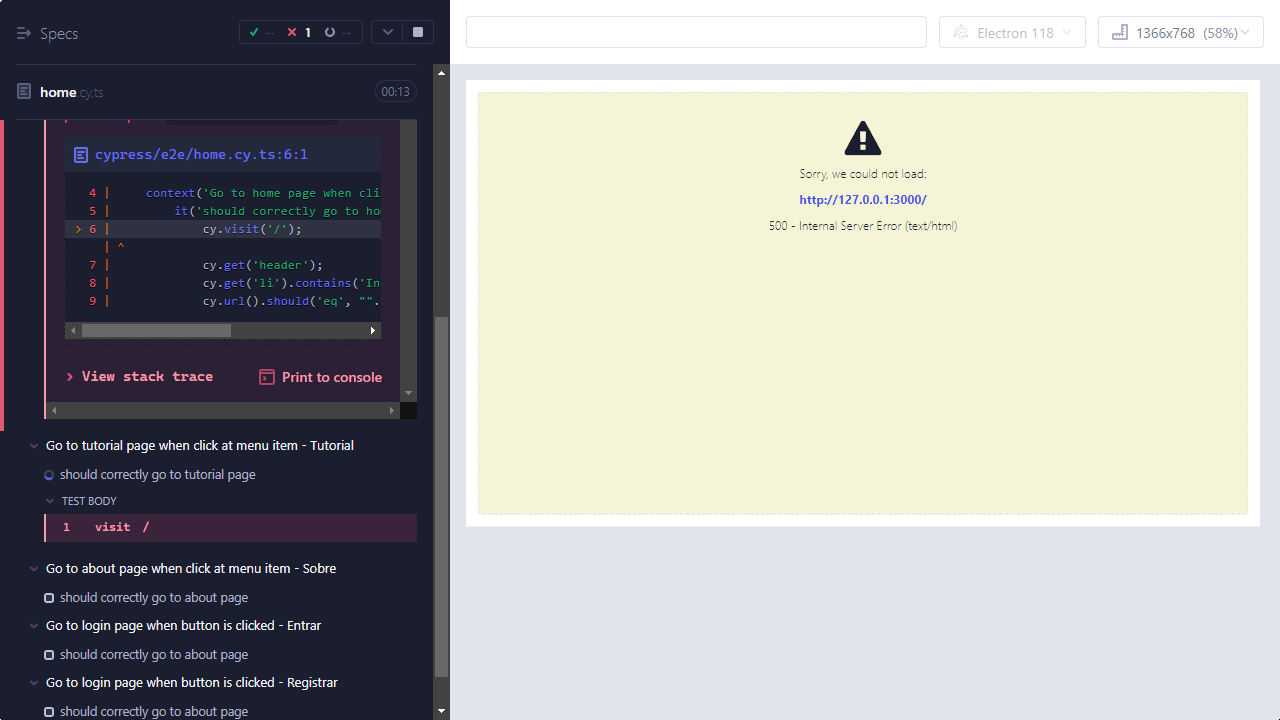 Specs
-- 1 --
Electron 118
1366x768 (58%)
home.cy.ts
00:13
cypress/e2e/home.cy.ts:6:1
4 | context('Go to home page when cli
5 | it('should correctly go to ho
> 6 | cy.visit('/');
| ^
7 | cy.get('header');
8 | cy.get('li').contains('In
9 | cy.url().should('eq', "".
View stack trace
Print to console
Go to tutorial page when click at menu item - Tutorial
should correctly go to tutorial page
TEST BODY
1 visit /
Go to about page when click at menu item - Sobre
should correctly go to about page
Go to login page when button is clicked - Entrar
should correctly go to about page
Go to login page when button is clicked - Registrar
should correctly go to about page
Sorry, we could not load:
http://127.0.0.1:3000/
500 - Internal Server Error (text/html)